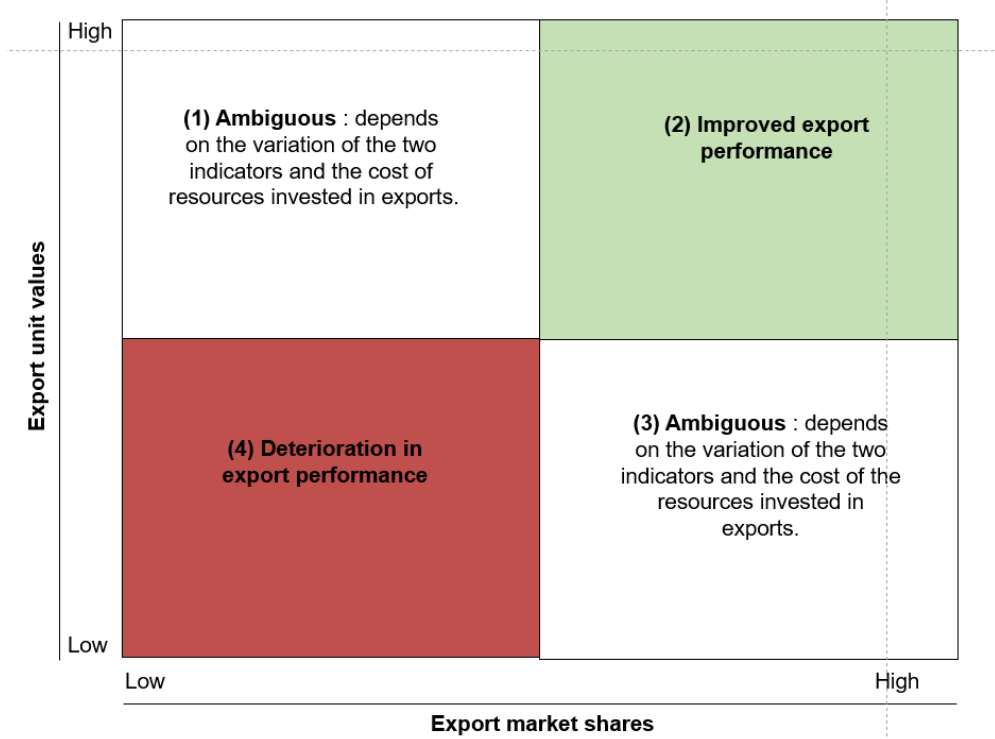 High
(1) Ambiguous : depends
on the variation of the two
indicators and the cost of
resources invested in exports.
(2) Improved export
performance
Export unit values
(4) Deterioration in
export performance
(3) Ambiguous : depends
on the variation of the two
indicators and the cost of the
resources invested in
exports.
Low
Low
High
Export market shares